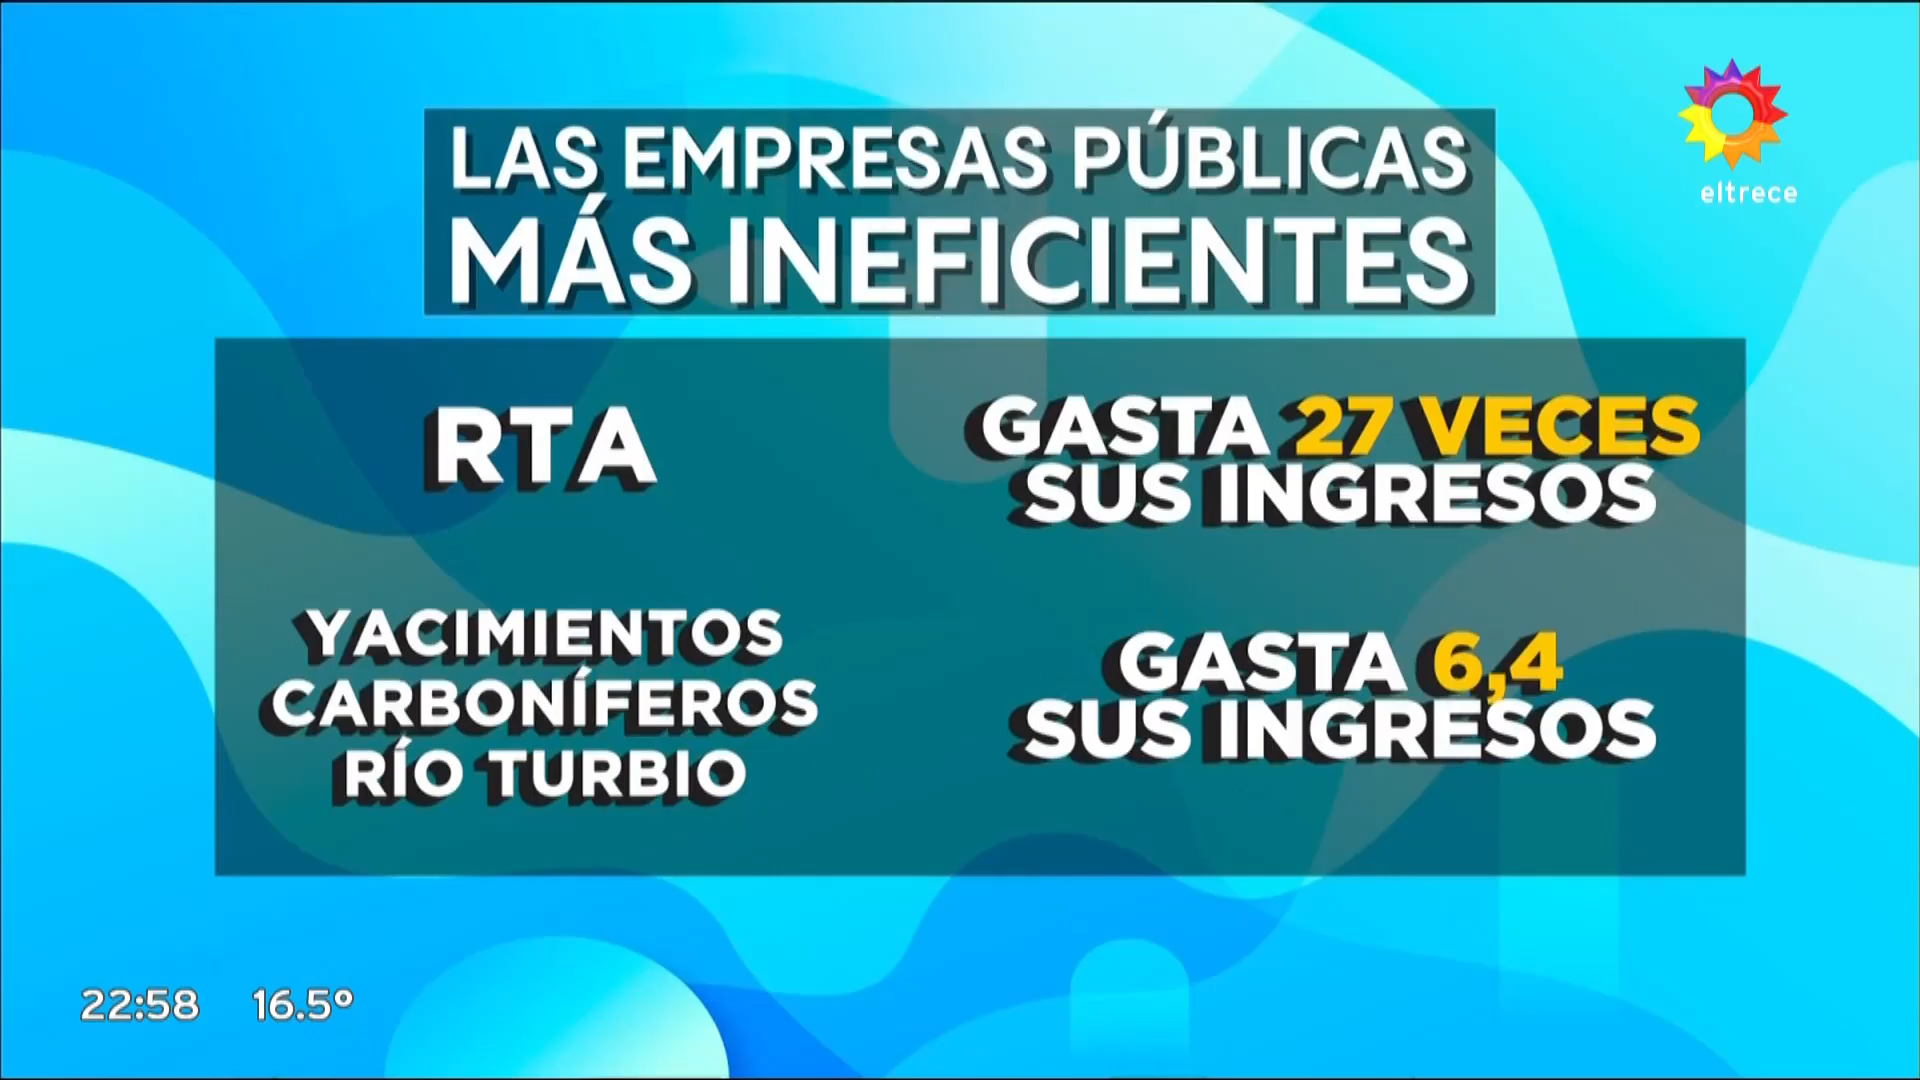 eltrece
LAS EMPRESAS PÚBLICAS
MÁS INEFICIENTES
RTA
GASTA 27 VECES
SUS INGRESOS
YACIMIENTOS
CARBONÍFEROS
RÍO TURBIO
GASTA 6,4
SUS INGRESOS
22:58 16.5°